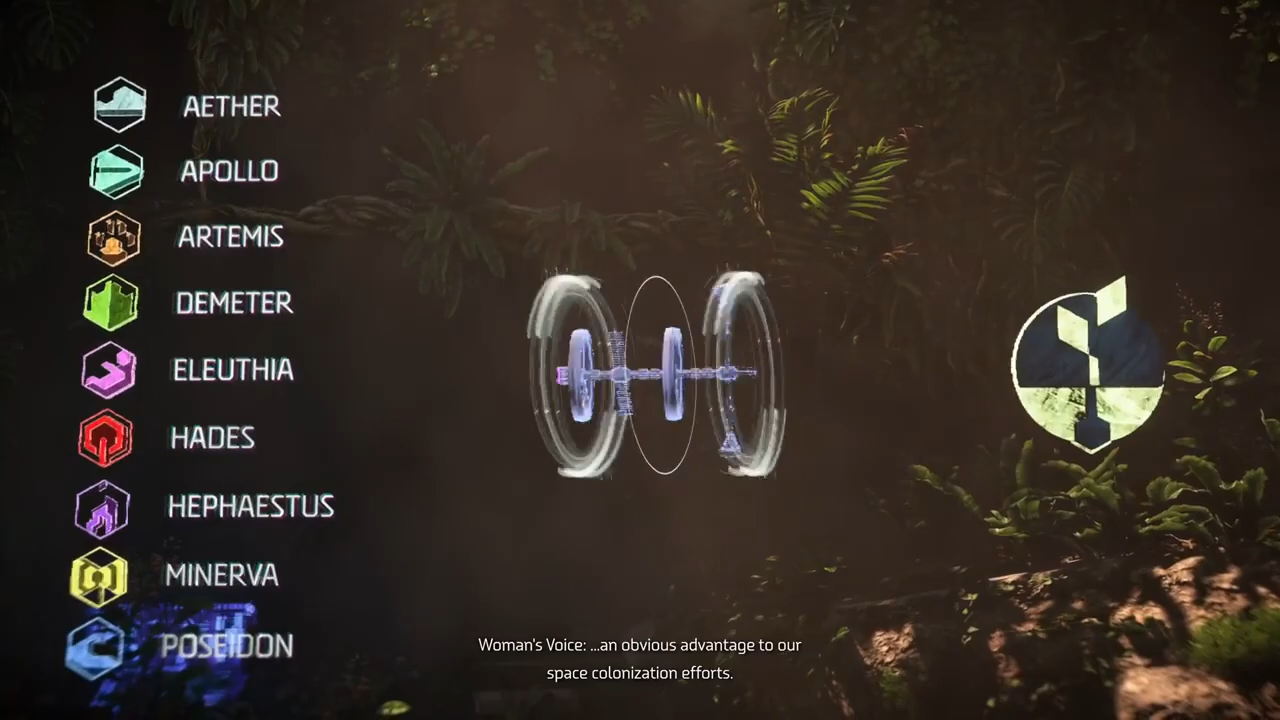 AETHER
APOLLO
ARTEMIS
DEMETER
ELEUTHIA
HADES
HEPHAESTUS
MINERVA
POSEIDON
Woman's Voice: ...an obvious advantage to our
space colonization efforts.